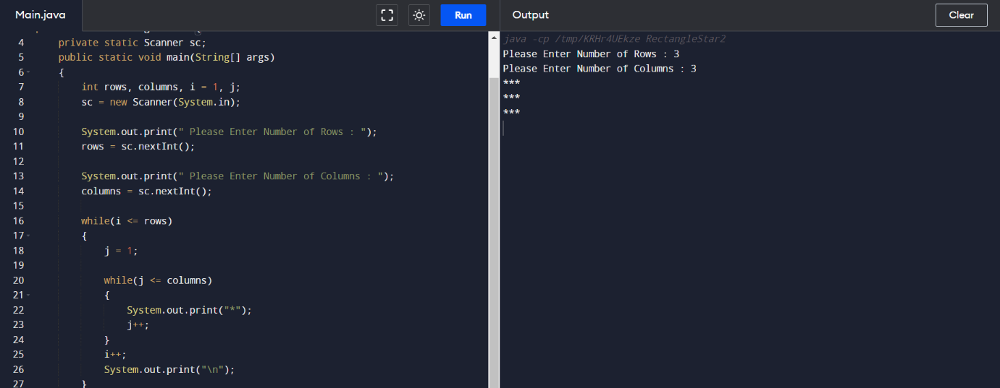 Main.java
Run
4 private static Scanner sc;
5 public static void main(String[] args)
6 {
7 int rows, columns, i = 1, j;
8 sc = new Scanner(System.in);
9
10 System.out.print(" Please Enter Number of Rows : ");
11 rows = sc.nextInt();
12
13 System.out.print(" Please Enter Number of Columns : ");
14 columns = sc.nextInt();
15
16 while(i <= rows)
17 {
18 j = 1;
19
20 while(j <= columns)
21 {
22 System.out.print("*");
23 j++;
24 }
25 i++;
26 System.out.print("\n");
27 }
Output
Clear
java -cp /tmp/KRHr4UEkze RectangleStar2
Please Enter Number of Rows : 3
Please Enter Number of Columns : 3
***
***
***